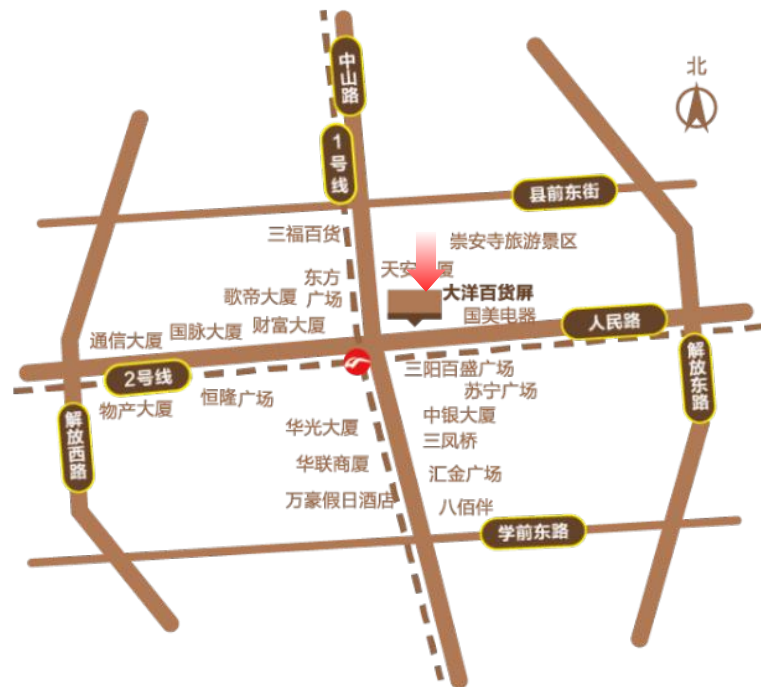 中山路
北
1号线
县前东街
三福百货
崇安寺旅游景区
天安厦
东方
广场
歌帝大厦
大洋百货屏
国美电器
财富大厦
国脉大厦
通信大厦
人民路
2号线
三阳百盛广场
解放东路
苏宁广场
恒隆广场
物产大厦
中银大厦
解放西路
华光大厦
三凤桥
华联商厦
汇金广场
万豪假日酒店
八佰伴
学前东路